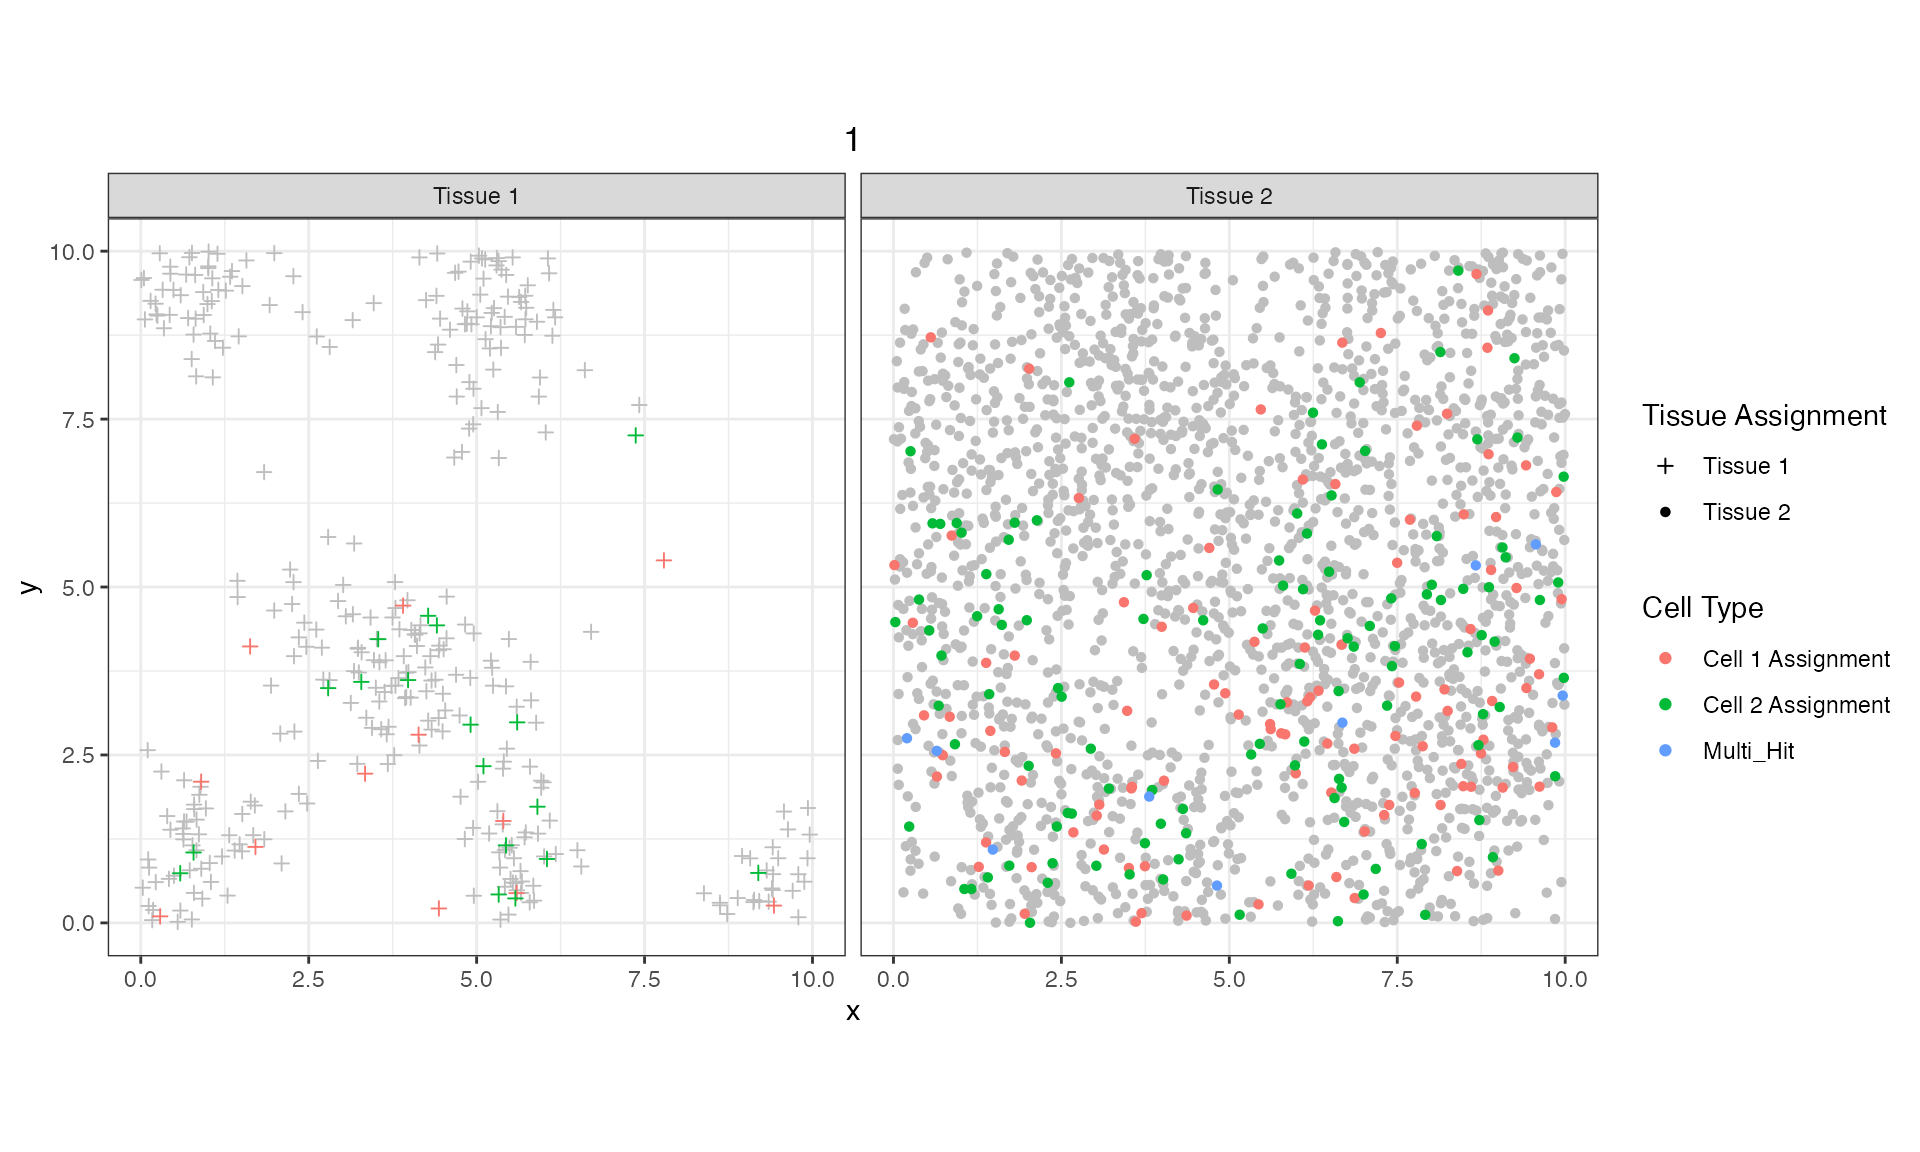 1
Tissue 1
Tissue 2
10.0
7.5
5.0
2.5
0.0
y
0.0 2.5 5.0 7.5 10.0
0.0 2.5 5.0 7.5 10.0
x
Tissue Assignment
Tissue 1
Tissue 2
Cell Type
Cell 1 Assignment
Cell 2 Assignment
Multi_Hit